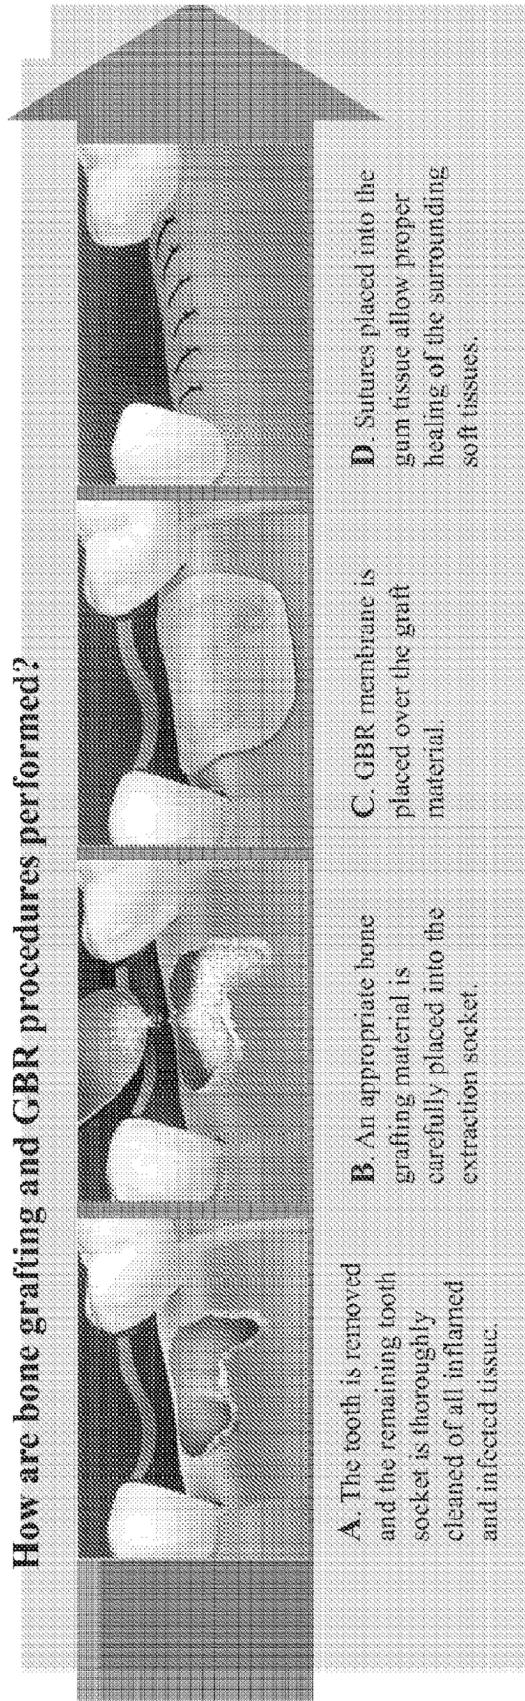 How are bone grafting and GBR procedures performed?
A. The tooth is removed
and the remaining tooth
socket is thoroughly
cleaned of all inflamed
and infected tissue.
B. An appropriate bone
grafting material is
carefully placed into the
extraction socket.
C. GBR membrane is
placed over the graft
material.
D. Sutures placed into the
gum tissue allow proper
healing of the surrounding
soft tissues.